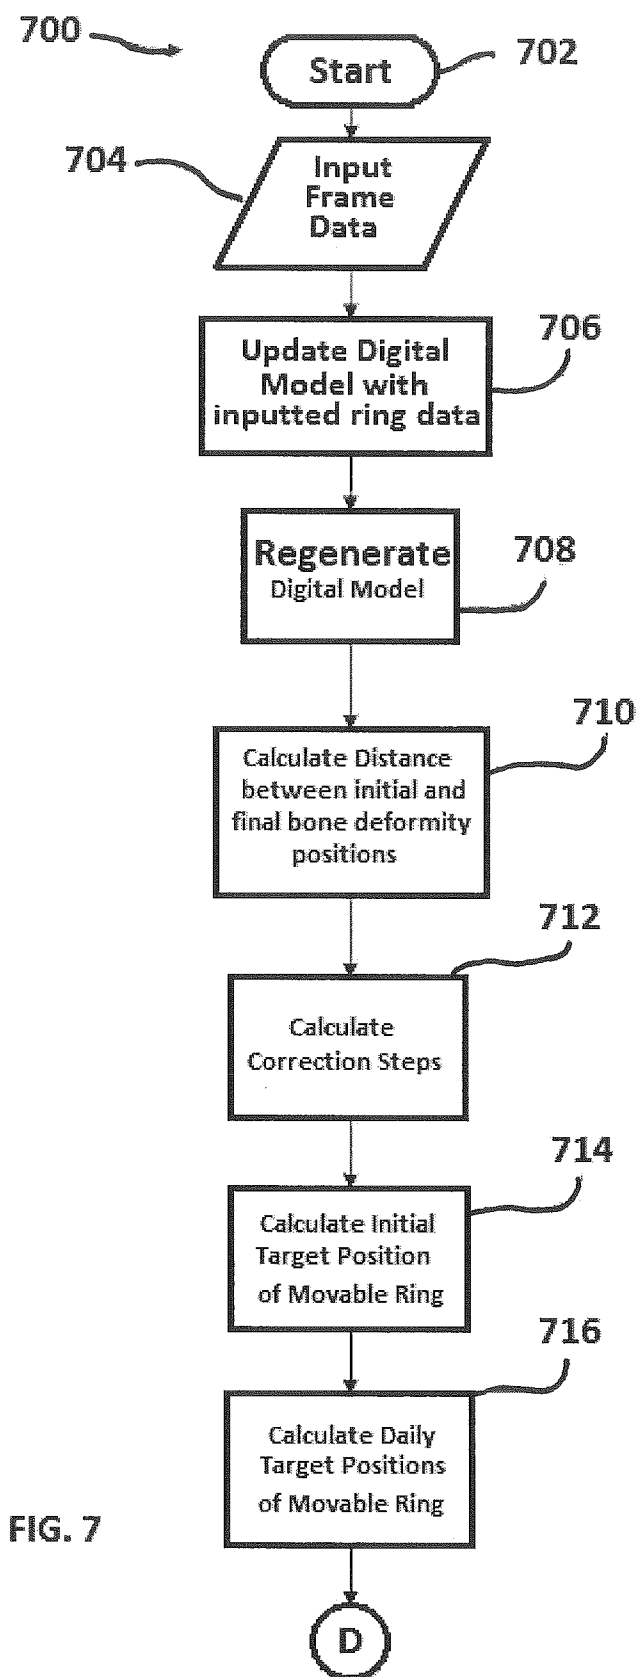 700
Start
702
704
Input
Frame
Data
706
Update Digital
Model with
inputted ring data
708
Regenerate
Digital Model
710
Calculate Distance
between initial and
final bone deformity
positions
712
Calculate
Correction Steps
714
Calculate Initial
Target Position
of Movable Ring
716
Calculate Daily
Target Positions
of Movable Ring
FIG. 7
D